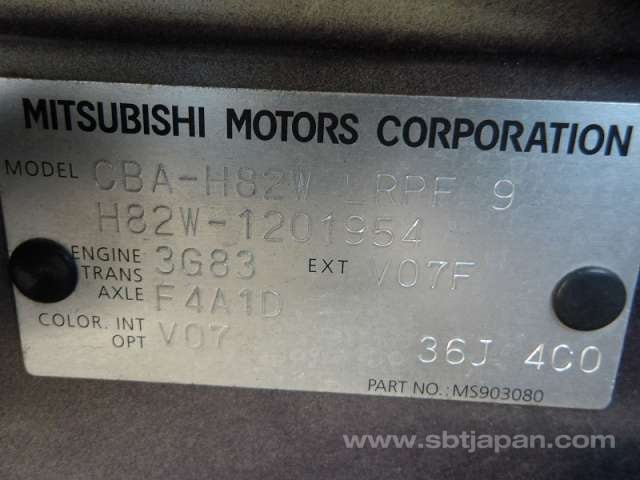 MITSUBISHI MOTORS CORPORATION
MODEL CBA-H82W LRPF 9
H82W-1201954
ENGINE 3G83 EXT V07F
TRANS
AXLE F4A1D
COLOR. INT V07
OPT
36J 4C0
PART NO.: MS903080
www.sbtjapan.com